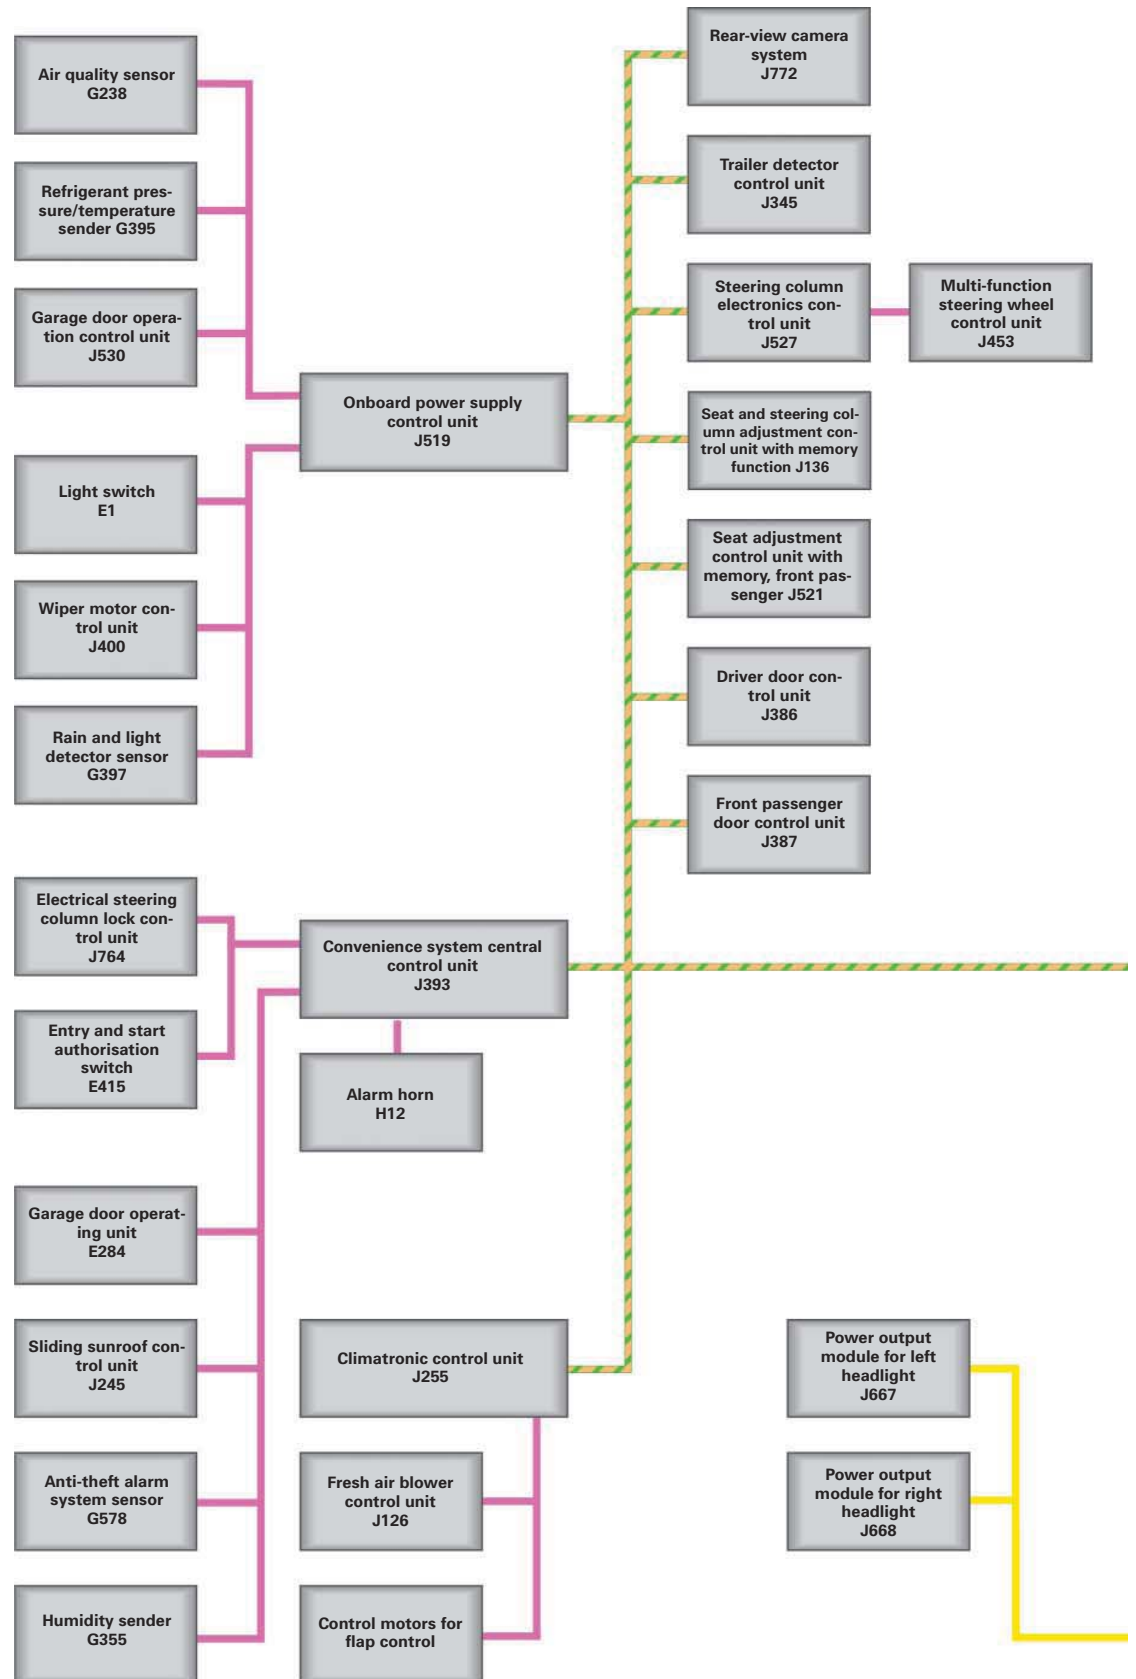 Air quality sensor
G238
Refrigerant pres-
sure/temperature
sender G395
Garage door opera-
tion control unit
J530
Light switch
E1
Wiper motor con-
trol unit
J400
Rain and light
detector sensor
G397
Onboard power supply
control unit
J519
Rear-view camera
system
J772
Trailer detector
control unit
J345
Steering column
electronics con-
trol unit
J527
Multi-function
steering wheel
control unit
J453
Seat and steering col-
umn adjustment con-
trol unit with memory
function J136
Seat adjustment
control unit with
memory, front pas-
senger J521
Driver door con-
trol unit
J386
Front passenger
door control unit
J387
Electrical steering
column lock con-
trol unit
J764
Entry and start
authorisation
switch
E415
Convenience system central
control unit
J393
Alarm horn
H12
Garage door operat-
ing unit
E284
Sliding sunroof con-
trol unit
J245
Anti-theft alarm
system sensor
G578
Humidity sender
G355
Climatronic control unit
J255
Fresh air blower
control unit
J126
Control motors for
flap control
Power output
module for left
headlight
J667
Power output
module for right
headlight
J668